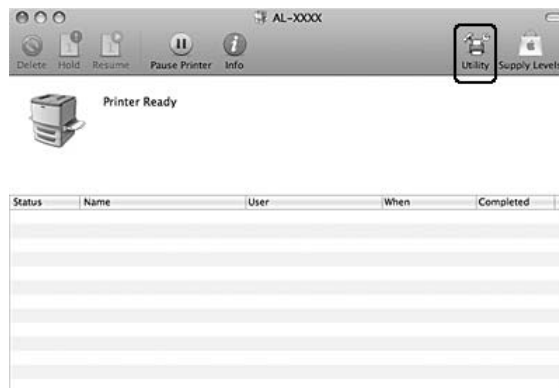 AL-XXXX
Delete Hold Resume Pause Printer Info Utility Supply Levels
Printer Ready
Status Name User When Completed